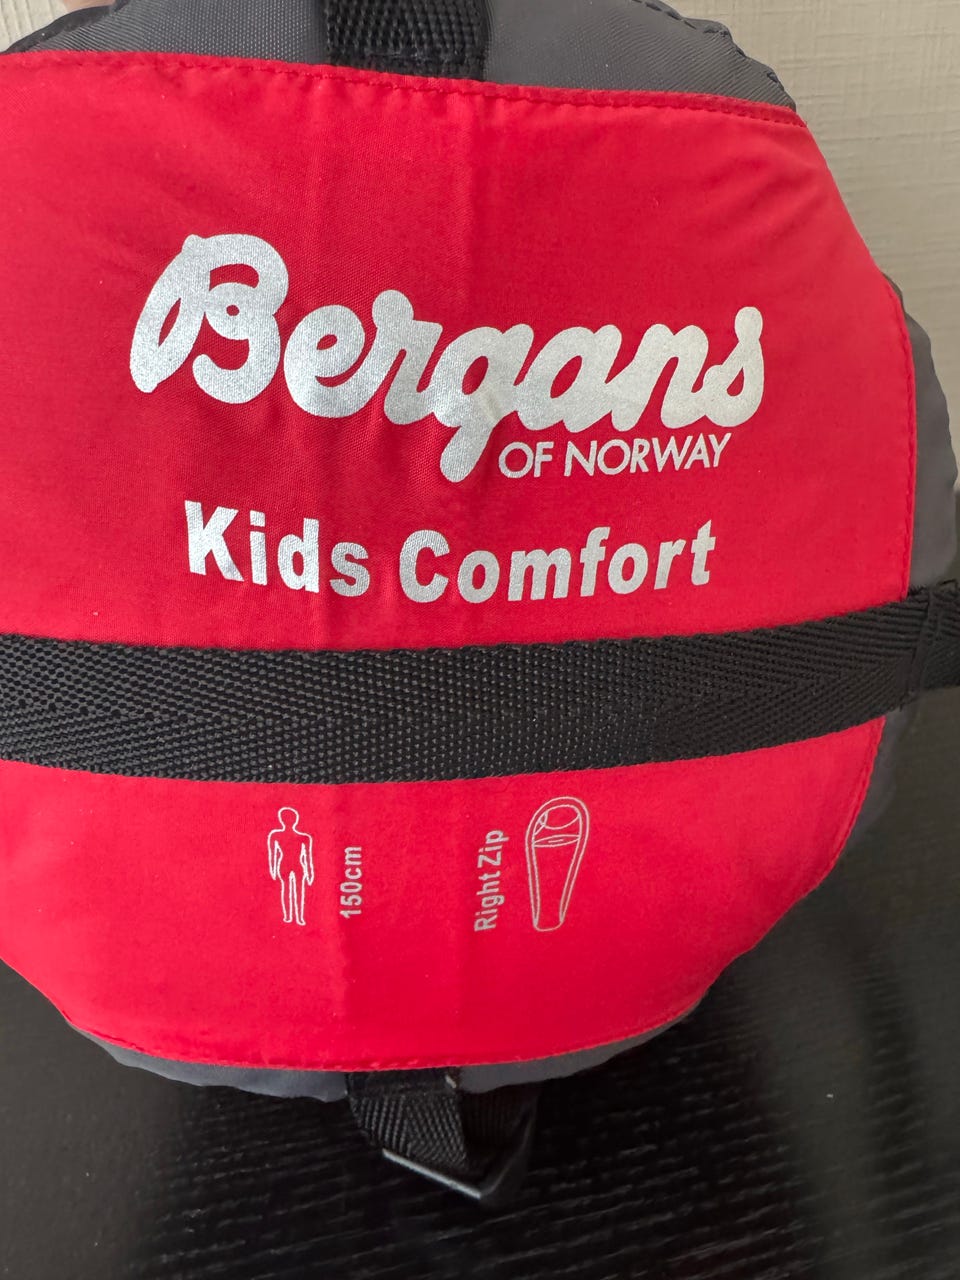 Bergans
OF NORWAY
Kids Comfort
150cm
Right Zip